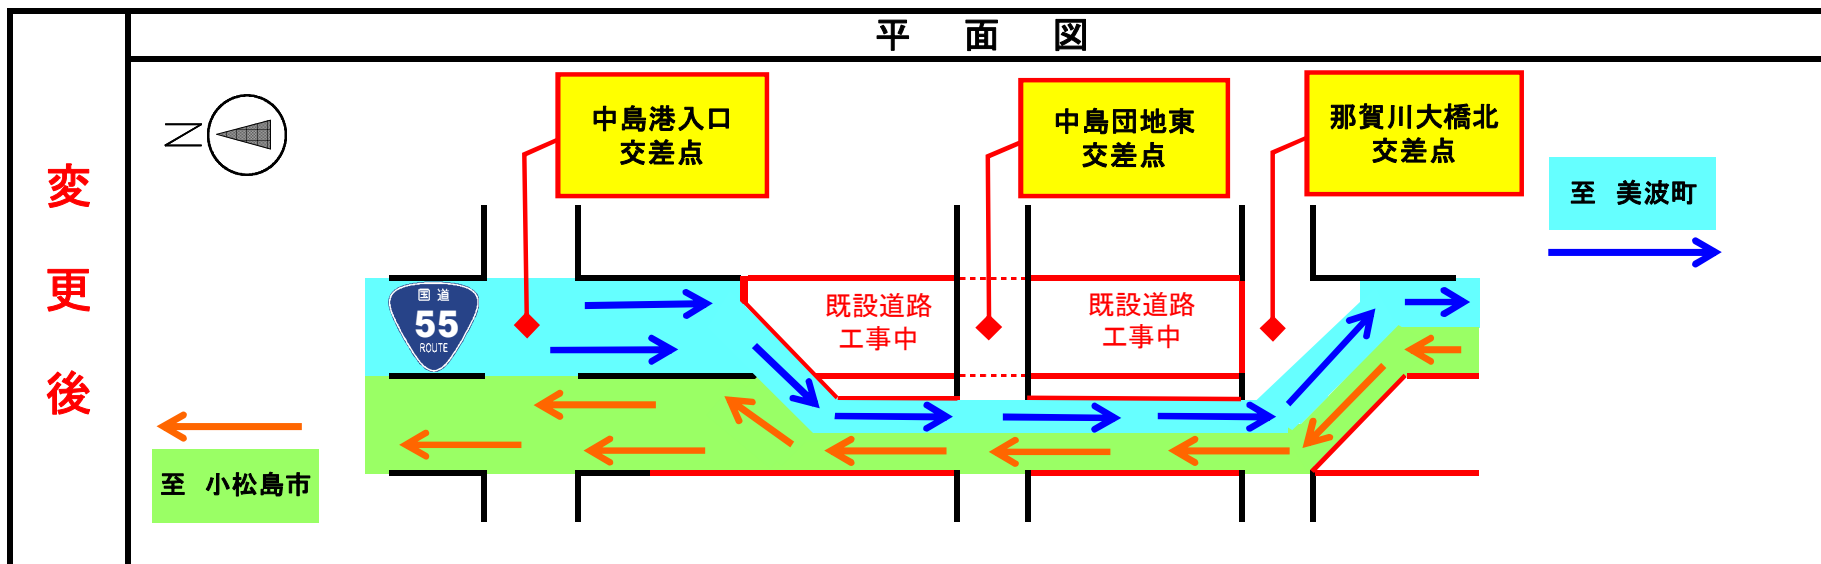 平面図
変更後
N
中島港入口
交差点
中島団地東
交差点
那賀川大橋北
交差点
至 美波町
国道
55
ROUTE
既設道路
工事中
既設道路
工事中
至 小松島市